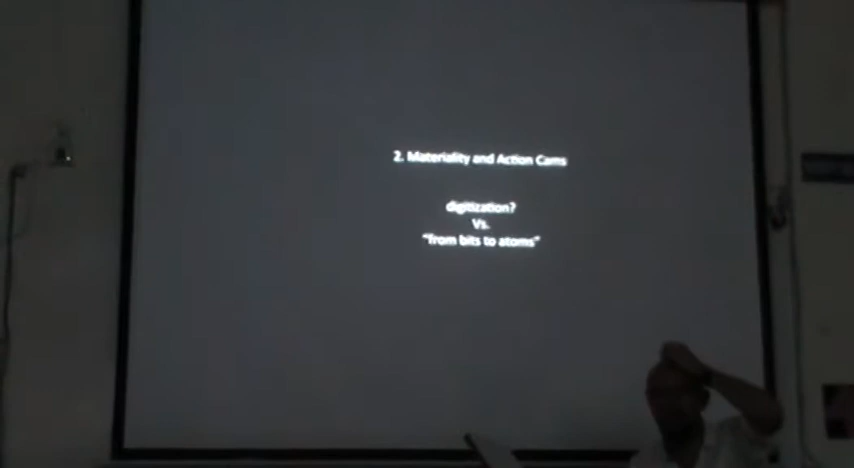 2. Materiality and Action Cams
digitization?
Vs.
"from bits to atoms"